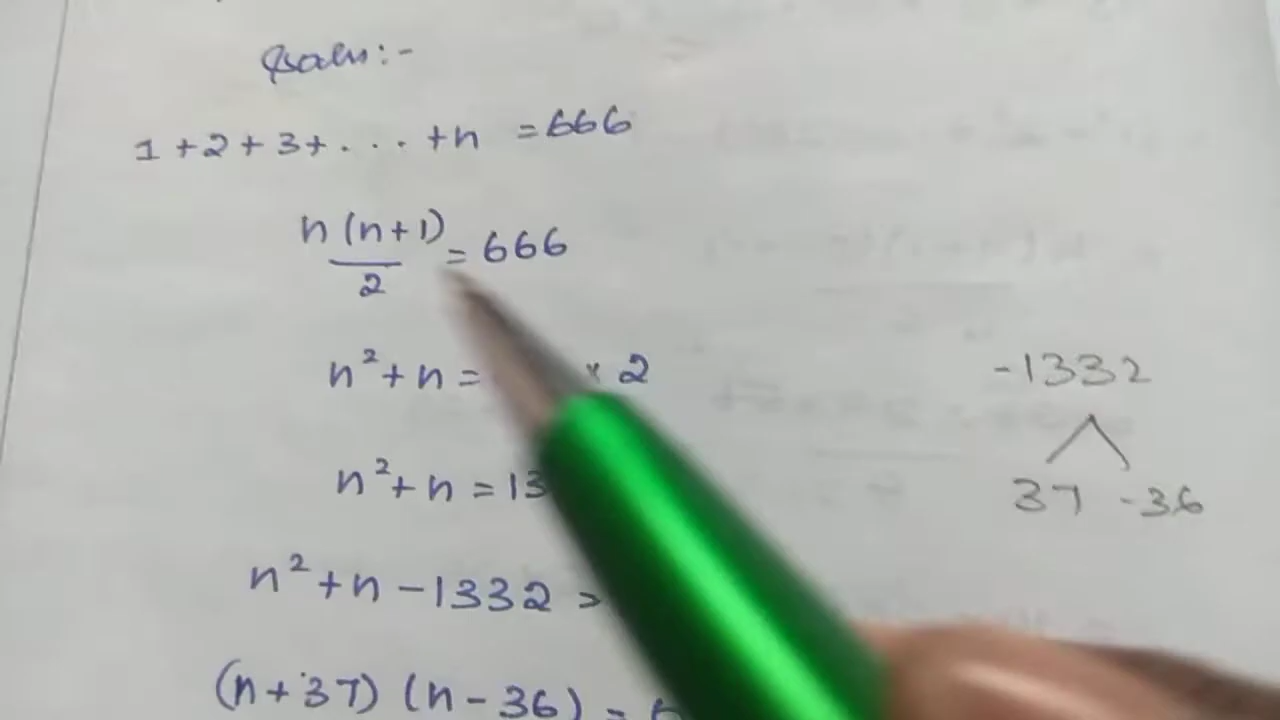 Soln:-
1+2+3+...+n =666
n(n+1)
2
=666
n²+n= × 2
n²+n=13
-1332
37 -36
n²+n-1332
(n+37)(n-36)=